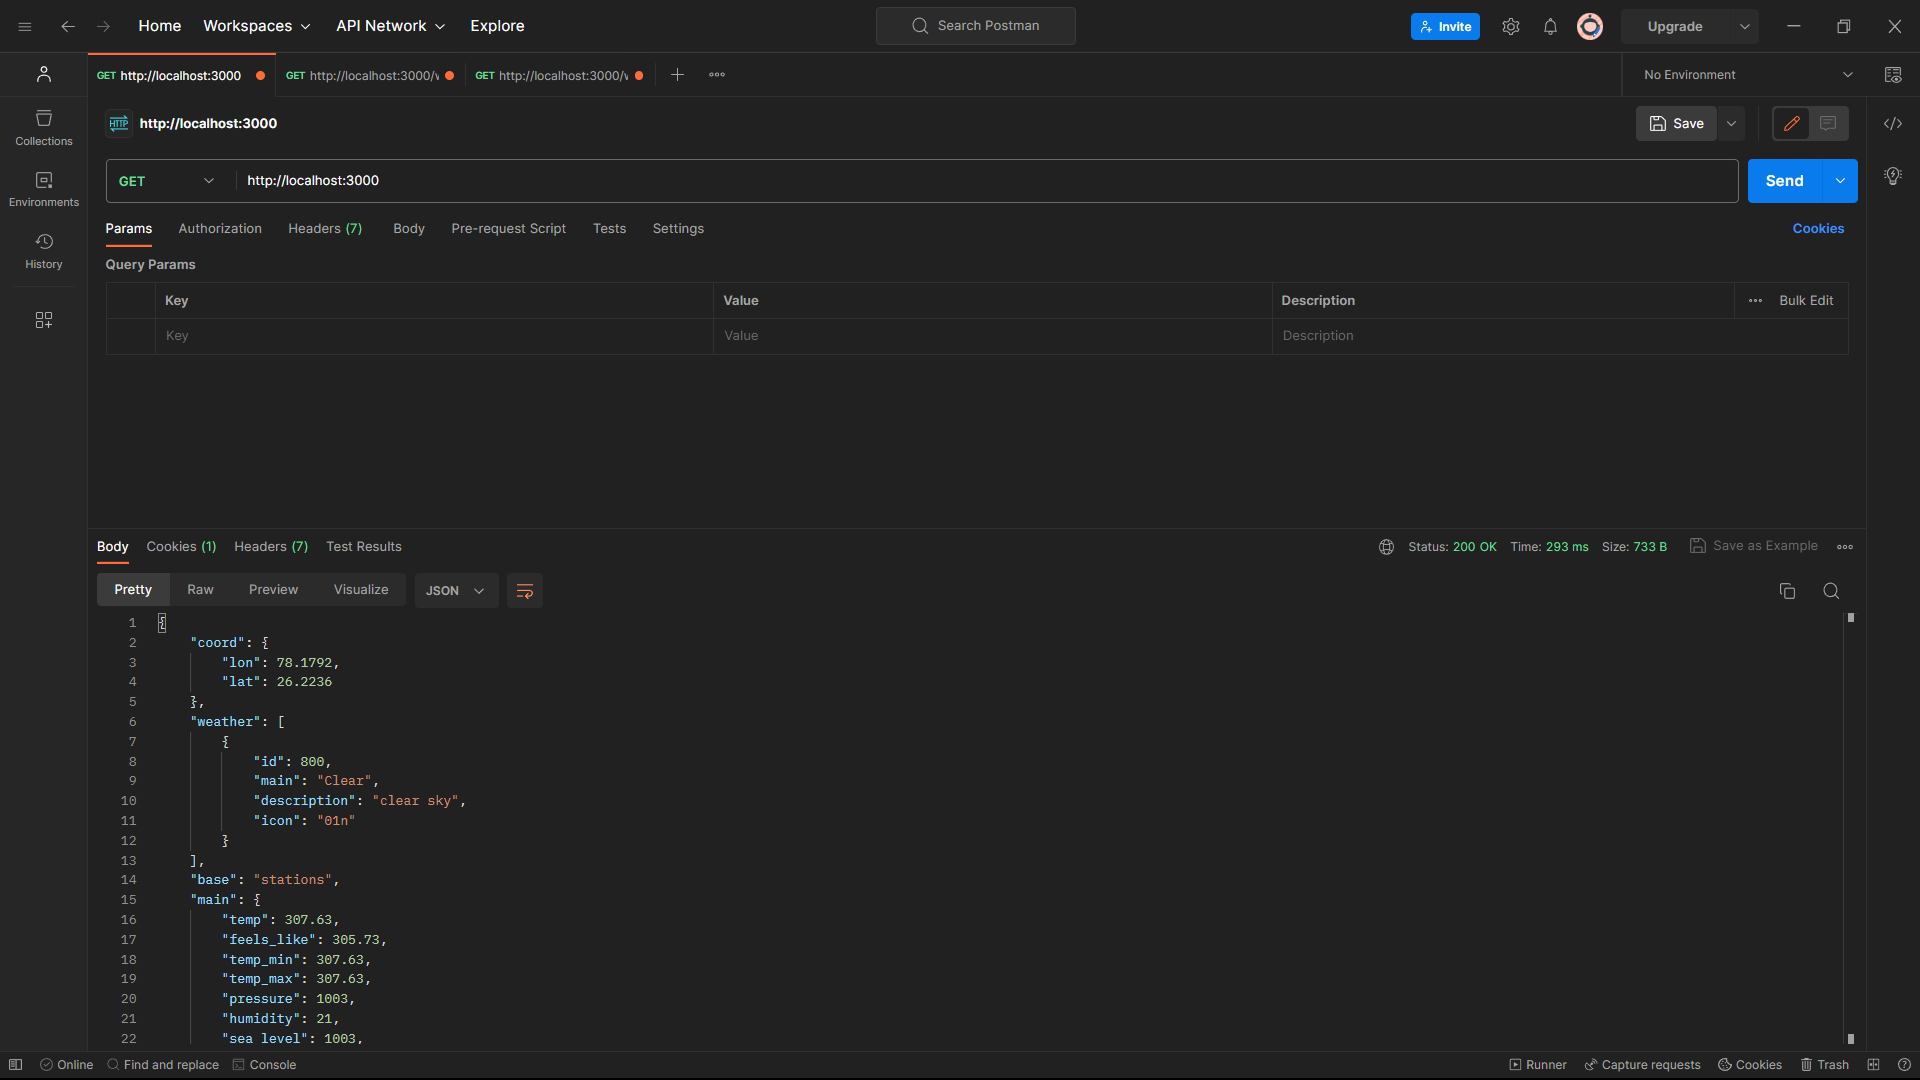 Home Workspaces API Network Explore Search Postman Invite Upgrade
GET http://localhost:3000 GET http://localhost:3000/ GET http://localhost:3000/ No Environment
HTTP http://localhost:3000 Save
Collections
GET http://localhost:3000 Send
Environments
Params Authorization Headers (7) Body Pre-request Script Tests Settings Cookies
History
Query Params
Key Value Description Bulk Edit
Key Value Description
Body Cookies (1) Headers (7) Test Results Status: 200 OK Time: 293 ms Size: 733 B Save as Example
Pretty Raw Preview Visualize JSON
1 {
2 "coord": {
3 "lon": 78.1792,
4 "lat": 26.2236
5 },
6 "weather": [
7 {
8 "id": 800,
9 "main": "Clear",
10 "description": "clear sky",
11 "icon": "01n"
12 }
13 ],
14 "base": "stations",
15 "main": {
16 "temp": 307.63,
17 "feels_like": 305.73,
18 "temp_min": 307.63,
19 "temp_max": 307.63,
20 "pressure": 1003,
21 "humidity": 21,
22 "sea_level": 1003,
Online Find and replace Console Runner Capture requests Cookies Trash